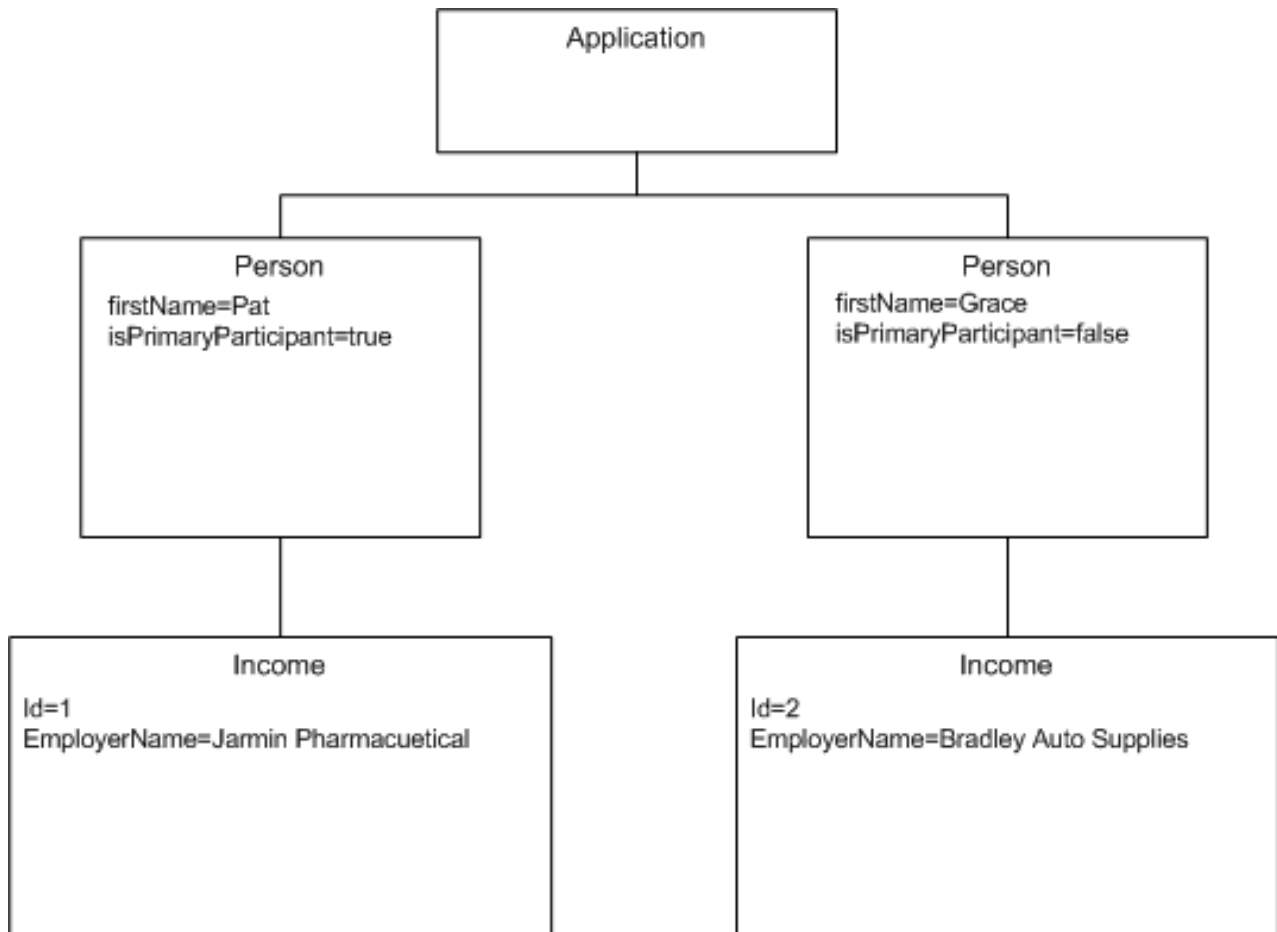 Application
Person
firstName=Pat
isPrimaryParticipant=true
Person
firstName=Grace
isPrimaryParticipant=false
Income
Id=1
EmployerName=Jarmin Pharmacuetical
Income
Id=2
EmployerName=Bradley Auto Supplies